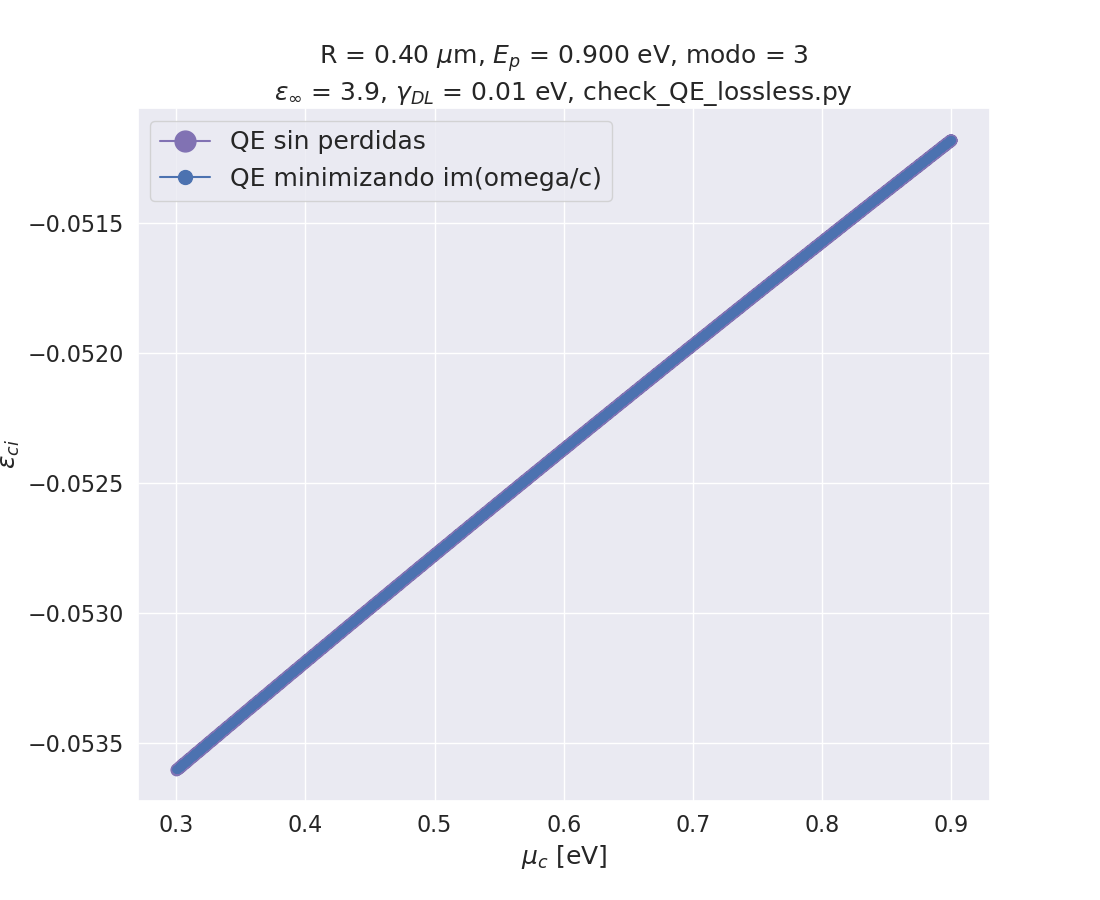 R = 0.40 μm, E_p = 0.900 eV, modo = 3
ε_∞ = 3.9, γ_DL = 0.01 eV, check_QE_lossless.py
QE sin perdidas
QE minimizando im(omega/c)
−0.0515
−0.0520
−0.0525
−0.0530
−0.0535
ε_ci
0.3 0.4 0.5 0.6 0.7 0.8 0.9
μ_c [eV]